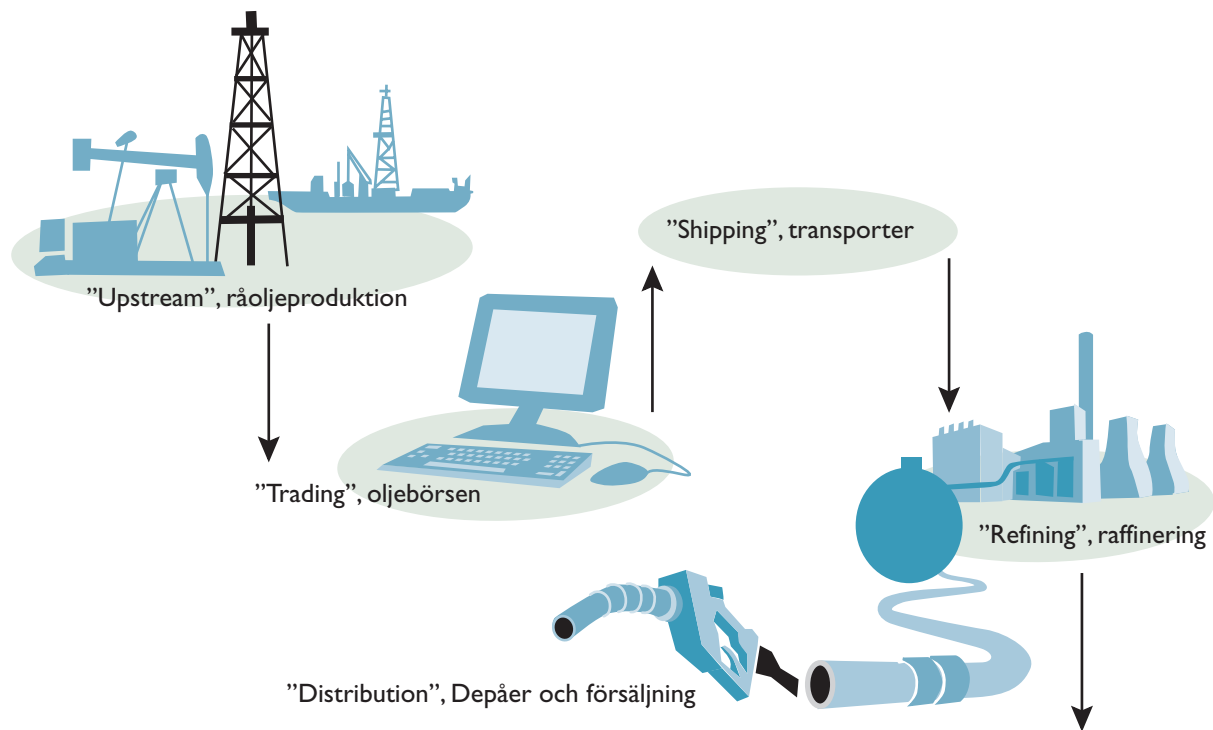 ”Upstream”, råoljeproduktion
”Trading”, oljebörsen
”Shipping”, transporter
”Refining”, raffinering
”Distribution”, Depåer och försäljning